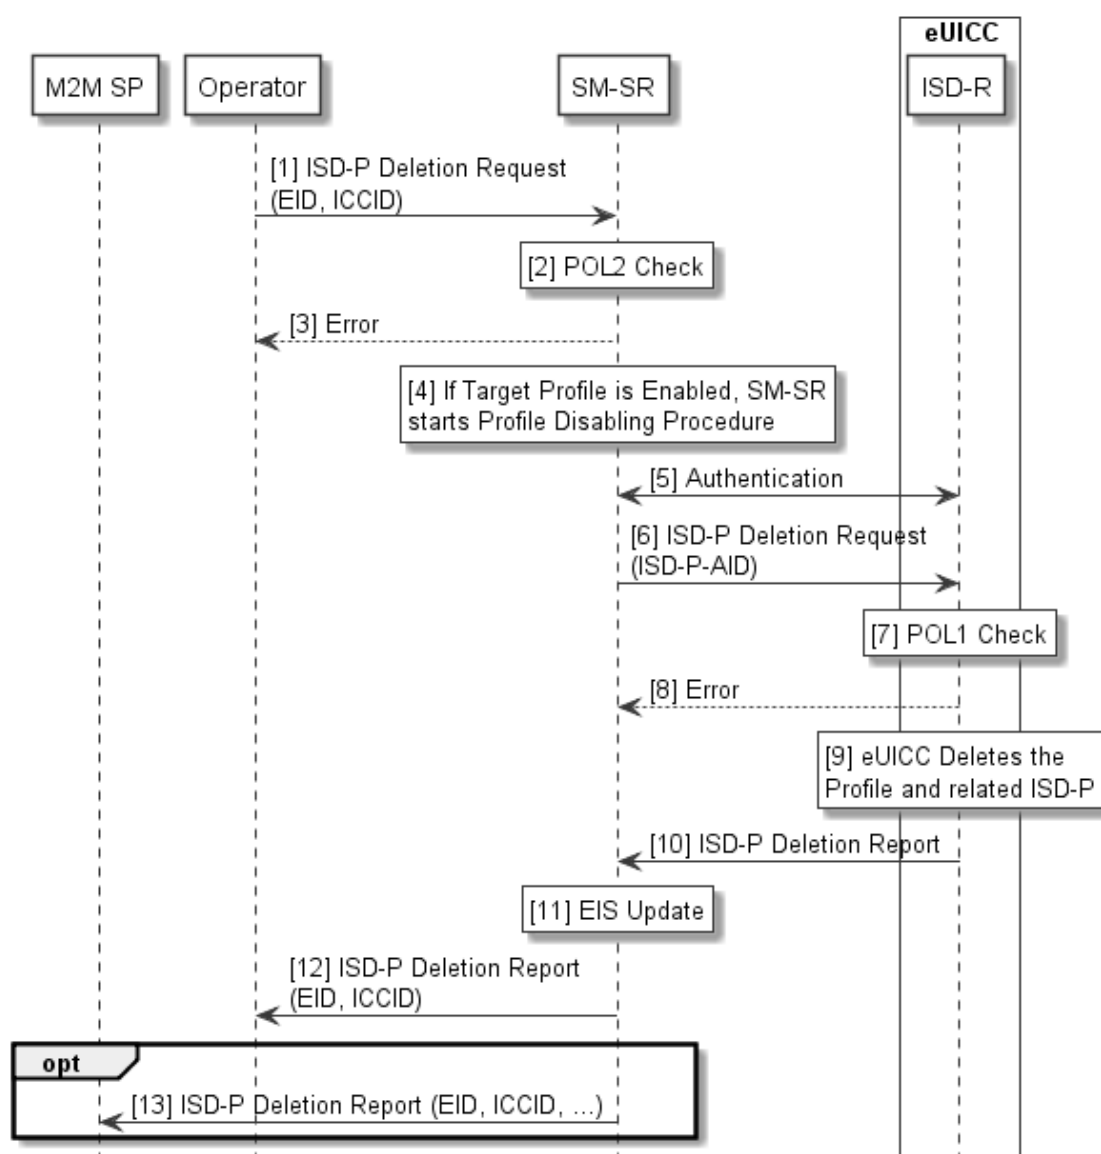 eUICC
M2M SP
Operator
SM-SR
ISD-R
[1] ISD-P Deletion Request
(EID, ICCID)
[2] POL2 Check
[3] Error
[4] If Target Profile is Enabled, SM-SR
starts Profile Disabling Procedure
[5] Authentication
[6] ISD-P Deletion Request
(ISD-P-AID)
[7] POL1 Check
[8] Error
[9] eUICC Deletes the
Profile and related ISD-P
[10] ISD-P Deletion Report
[11] EIS Update
[12] ISD-P Deletion Report
(EID, ICCID)
opt
[13] ISD-P Deletion Report (EID, ICCID, ...)